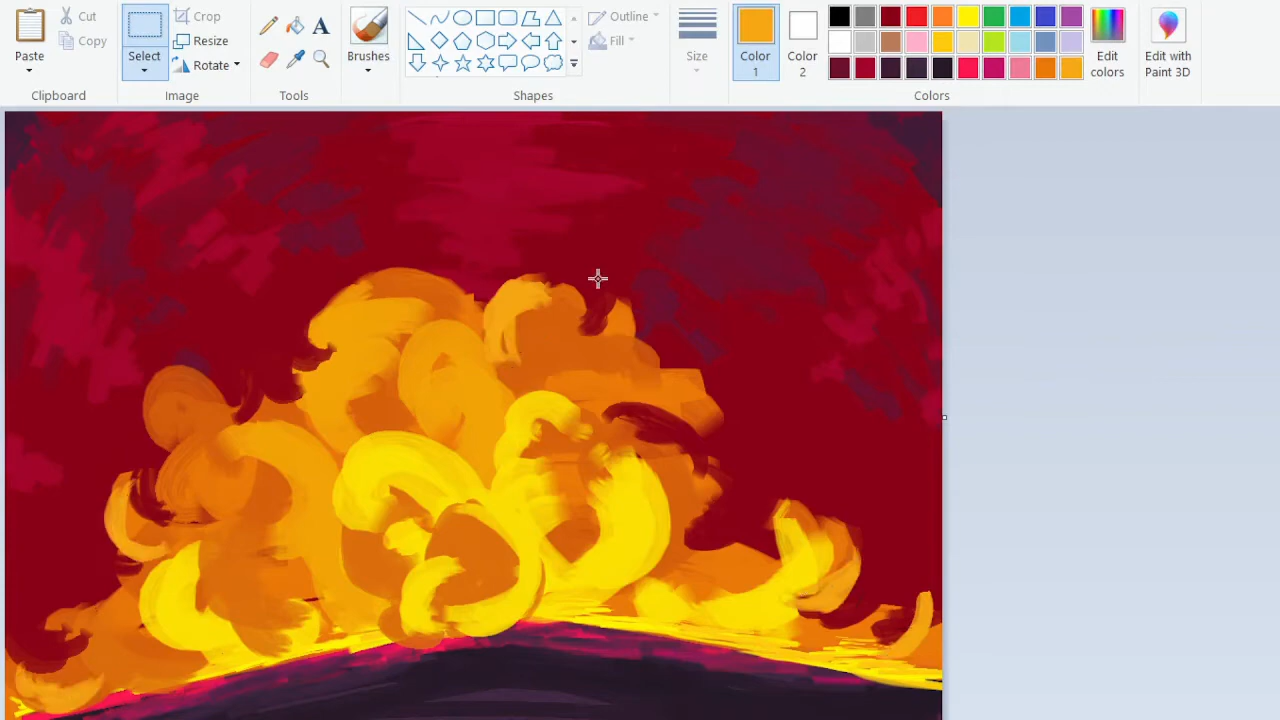 Paste
Cut
Copy
Clipboard
Select
Crop
Resize
Rotate
Image
A
Tools
Brushes
Outline
Fill
Shapes
Size
Color
1
Color
2
Edit
colors
Colors
Edit with
Paint 3D